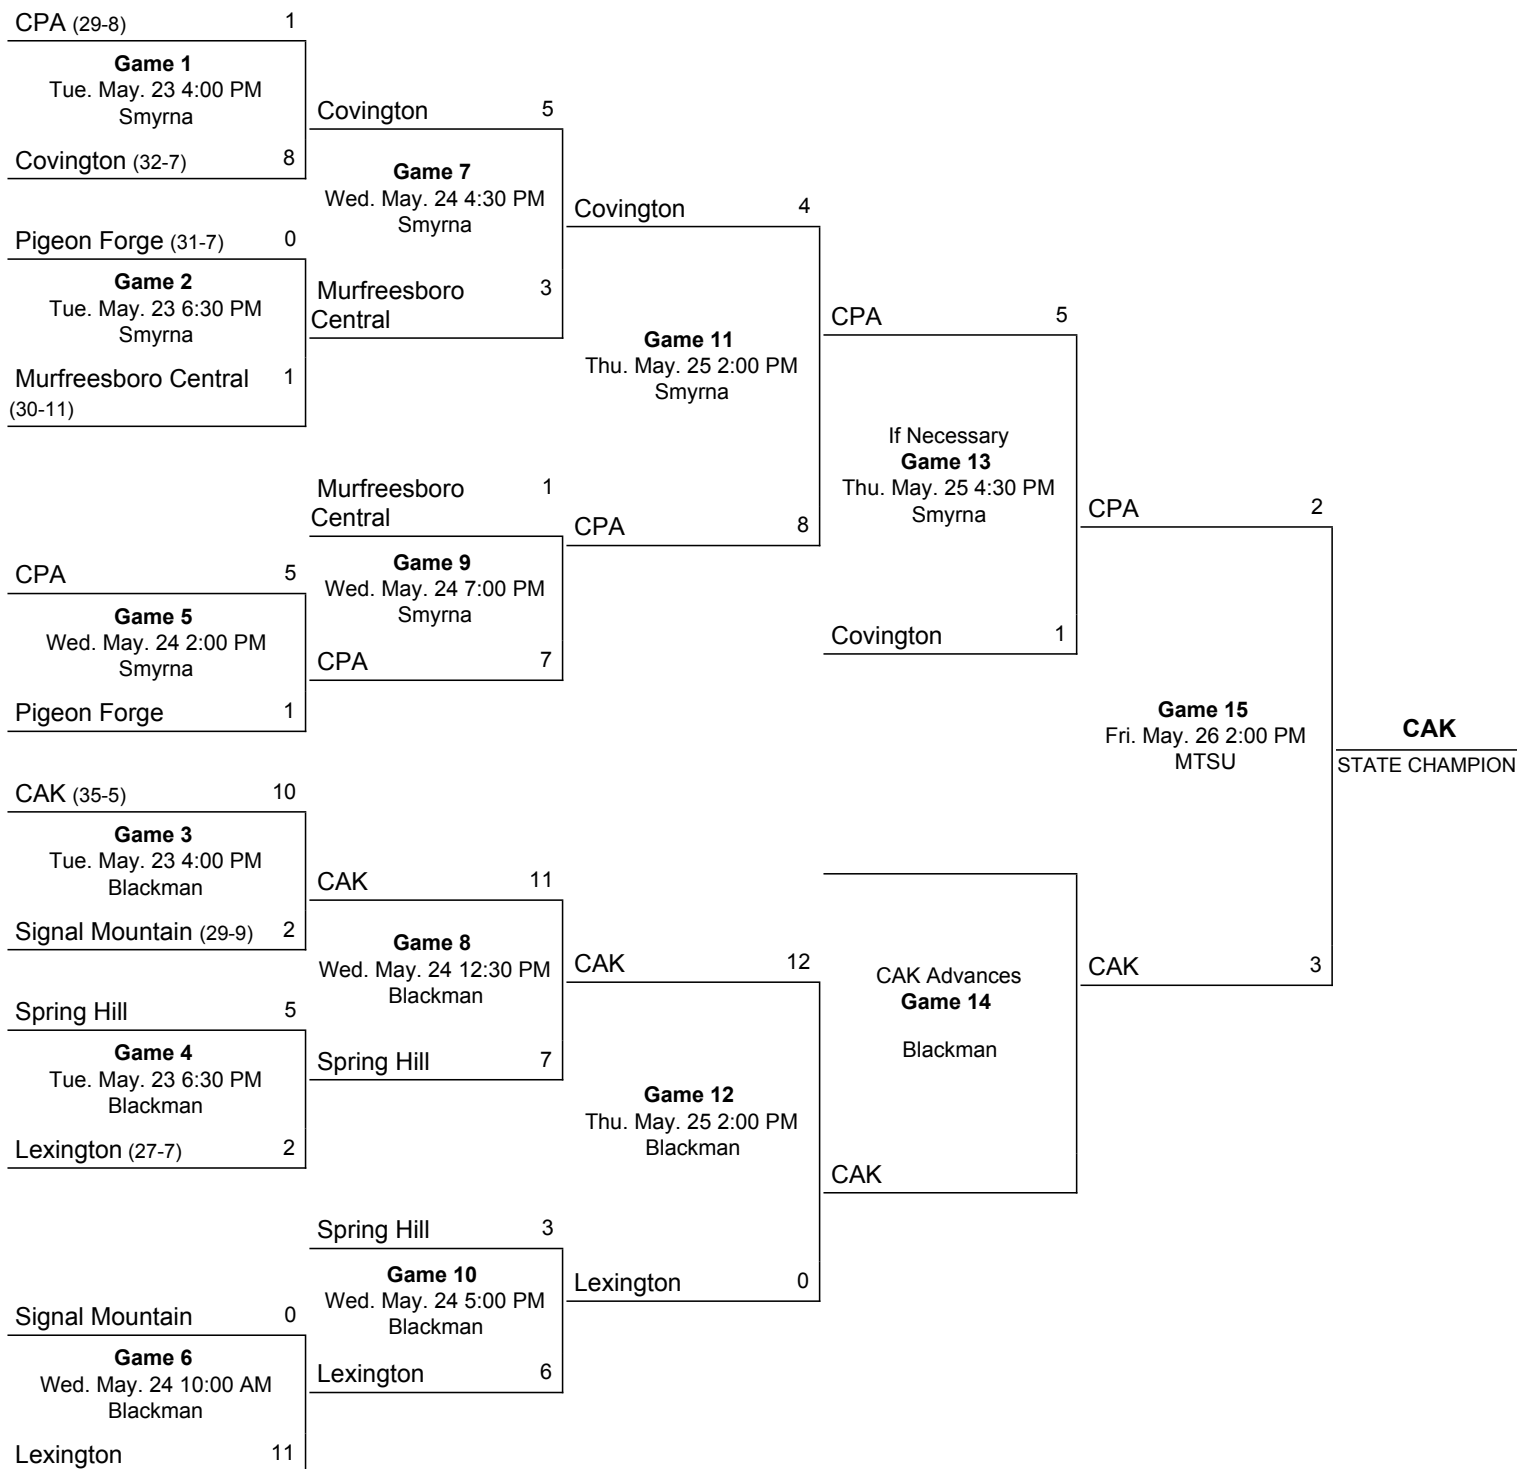 CPA (29-8) 1
Game 1
Tue. May. 23 4:00 PM
Smyrna
Covington (32-7) 8
Pigeon Forge (31-7) 0
Game 2
Tue. May. 23 6:30 PM
Smyrna
Murfreesboro Central 1
(30-11)
CPA 5
Game 5
Wed. May. 24 2:00 PM
Smyrna
Pigeon Forge 1
CAK (35-5) 10
Game 3
Tue. May. 23 4:00 PM
Blackman
Signal Mountain (29-9) 2
Spring Hill 5
Game 4
Tue. May. 23 6:30 PM
Blackman
Lexington (27-7) 2
Signal Mountain 0
Game 6
Wed. May. 24 10:00 AM
Blackman
Lexington 11
Covington 5
Game 7
Wed. May. 24 4:30 PM
Smyrna
Murfreesboro 3
Central
Murfreesboro 1
Central
Game 9
Wed. May. 24 7:00 PM
Smyrna
CPA 7
CAK 11
Game 8
Wed. May. 24 12:30 PM
Blackman
Spring Hill 7
Spring Hill 3
Game 10
Wed. May. 24 5:00 PM
Blackman
Lexington 6
Covington 4
Game 11
Thu. May. 25 2:00 PM
Smyrna
CPA 8
CAK 12
Game 12
Thu. May. 25 2:00 PM
Blackman
Lexington 0
CPA 5
If Necessary
Game 13
Thu. May. 25 4:30 PM
Smyrna
Covington 1
CAK Advances
Game 14
Blackman
CAK
CPA 2
Game 15
Fri. May. 26 2:00 PM
MTSU
CAK 3
CAK
STATE CHAMPION